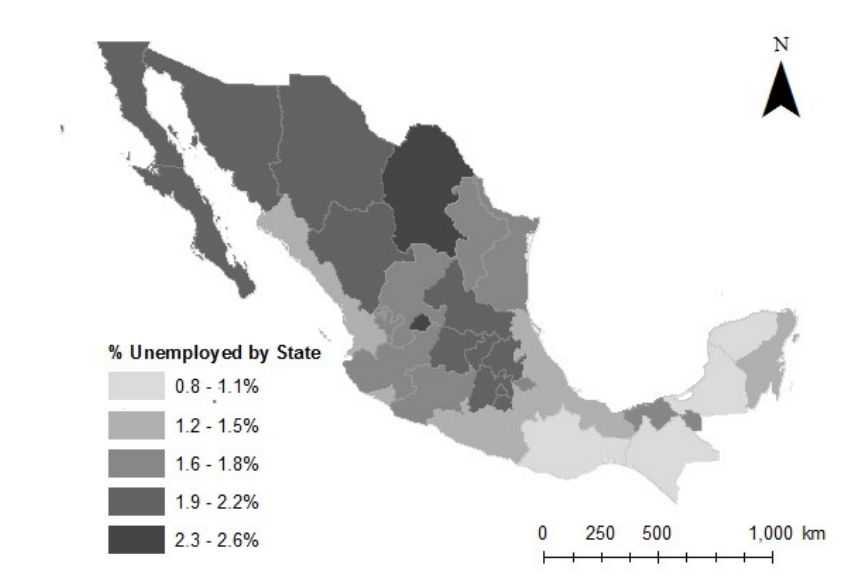 N
% Unemployed by State
0.8 - 1.1%
1.2 - 1.5%
1.6 - 1.8%
1.9 - 2.2%
2.3 - 2.6%
0 250 500 1,000 km